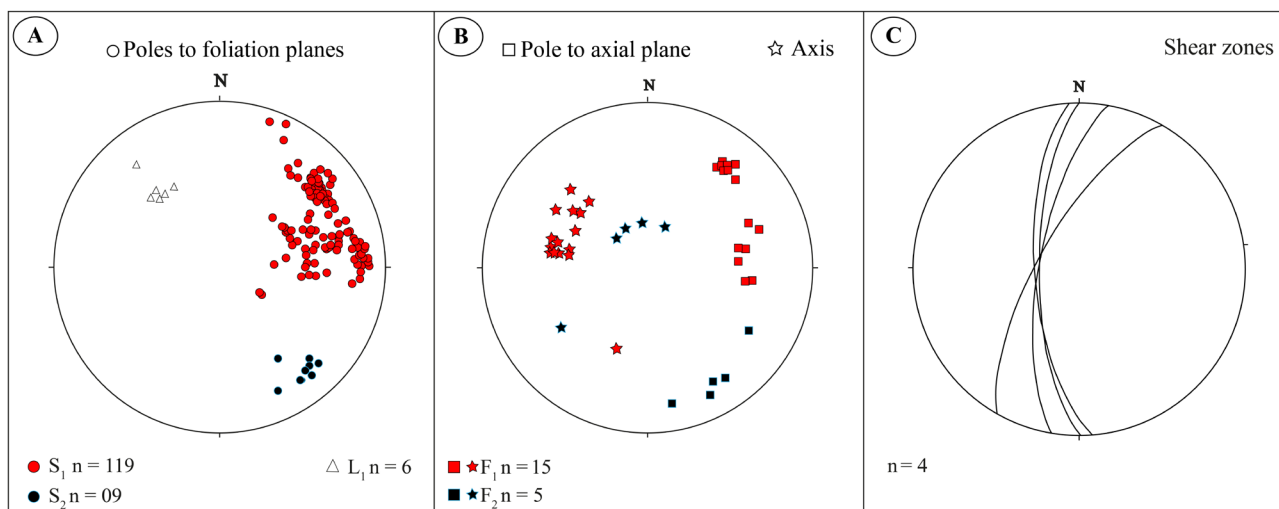 A
Poles to foliation planes
N
S1 n = 119
L1 n = 6
S2 n = 09
B
Pole to axial plane
Axis
N
F1 n = 15
F2 n = 5
C
Shear zones
N
n= 4